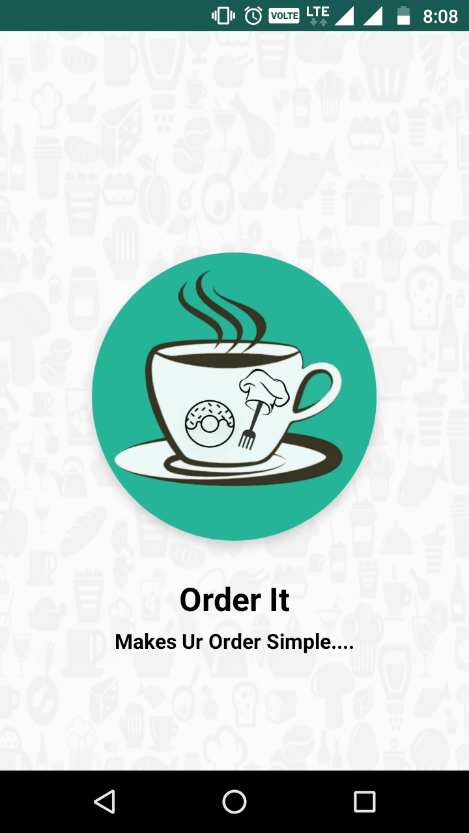 VOLTE LTE 8:08
Order It
Makes Ur Order Simple....